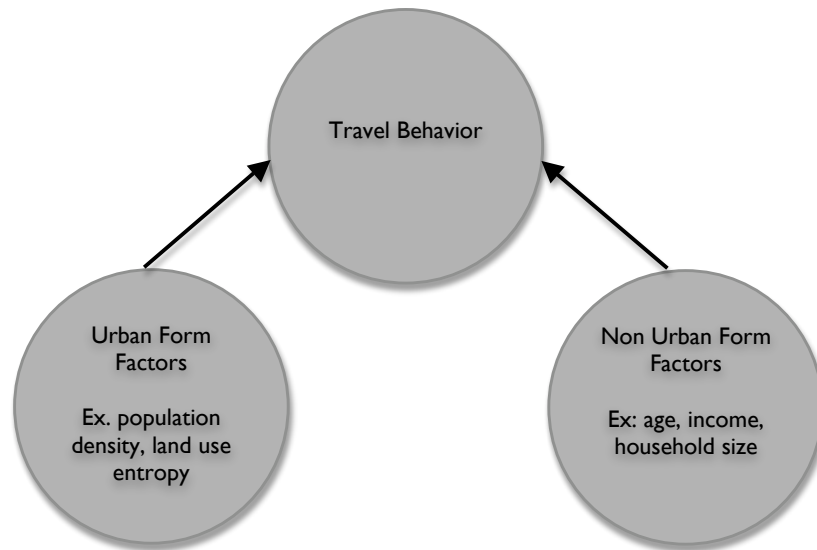 Travel Behavior
Urban Form
Factors
Ex. population
density, land use
entropy
Non Urban Form
Factors
Ex: age, income,
household size